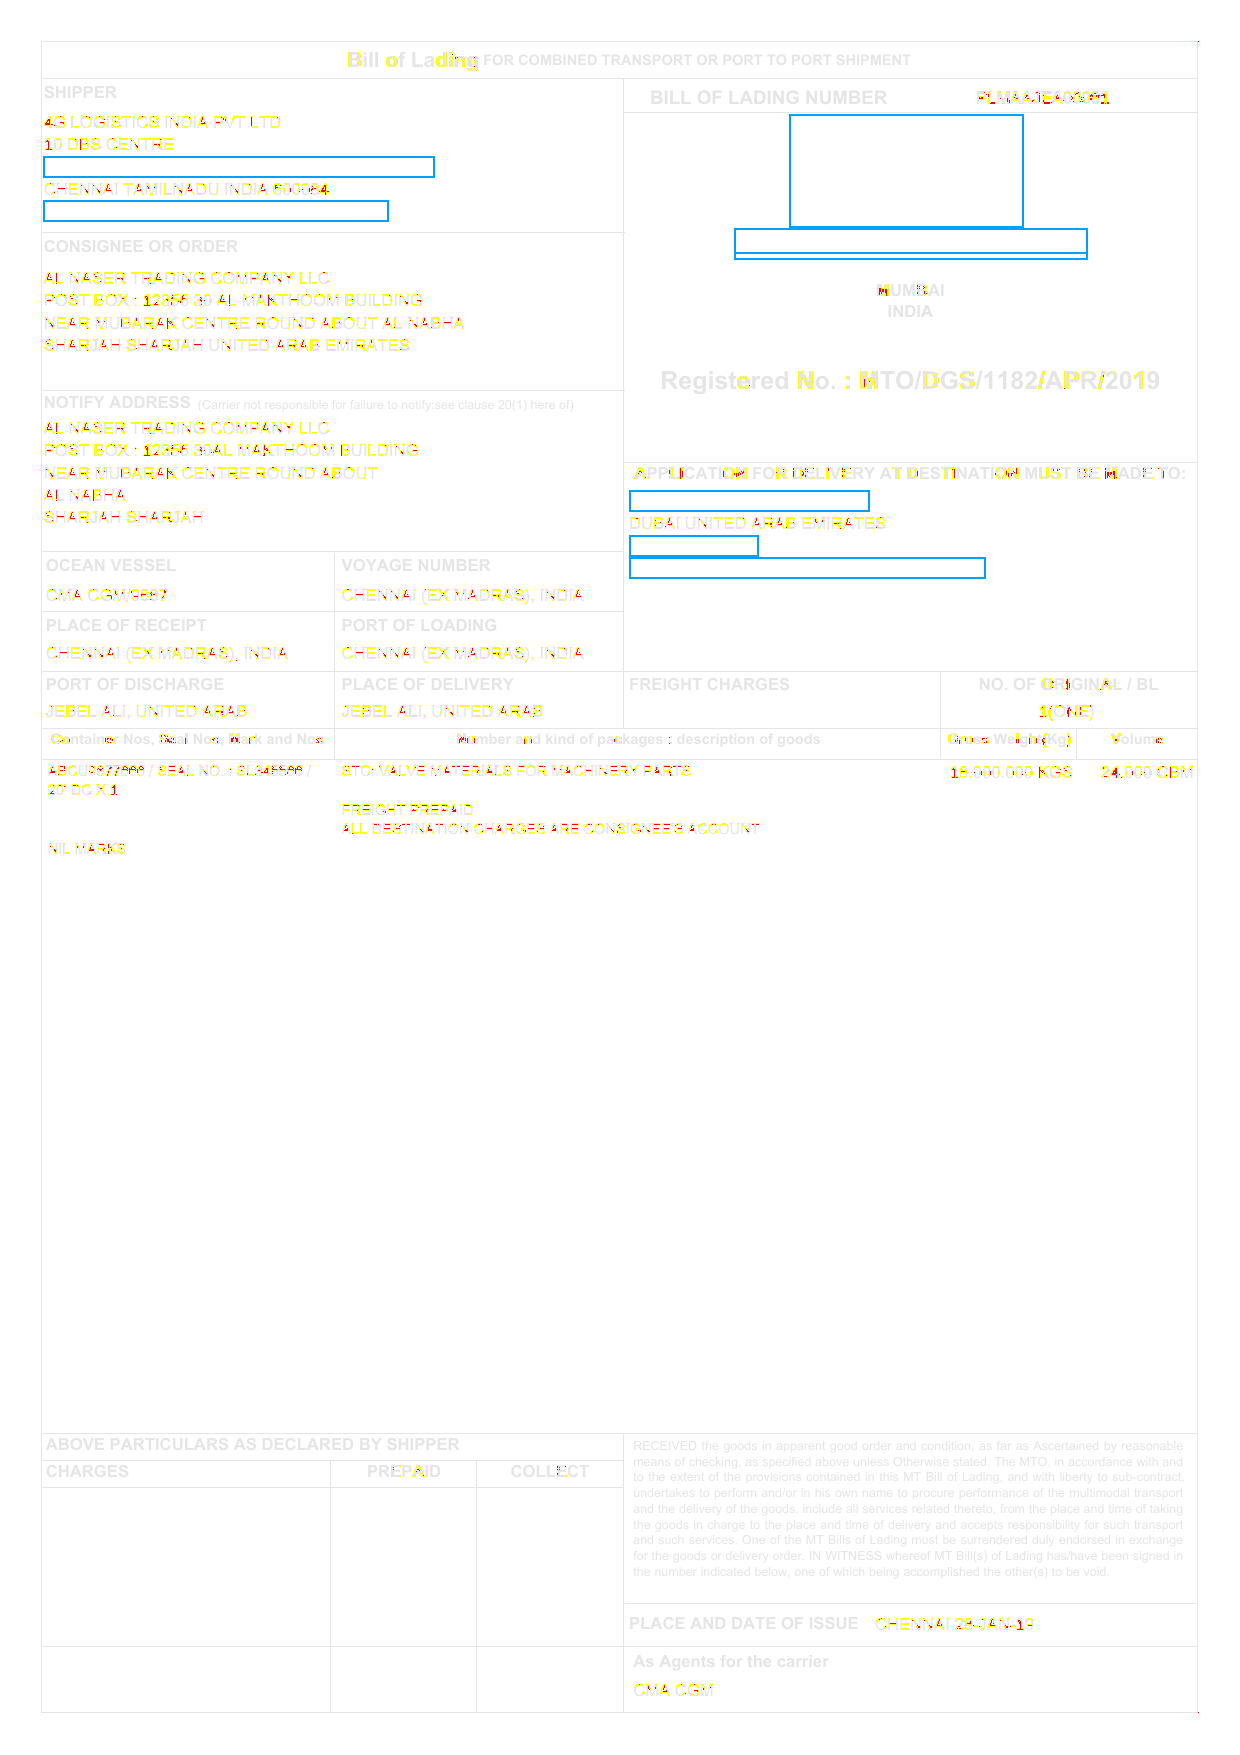 Bill of Lading FOR COMBINED TRANSPORT OR PORT TO PORT SHIPMENT
SHIPPER
4G LOGISTICS INDIA PVT LTD
10 DBS CENTRE
CHENNAI TAMILNADU INDIA
BILL OF LADING NUMBER
MUMBAI
INDIA
Registered No. : MTO/DGS/1182/APR/2019
CONSIGNEE OR ORDER
AL NASER TRADING COMPANY LLC
POST BOX : 30 AL MAKTHOOM BUILDING
NEAR MUBARAK CENTRE ROUND ABOUT AL NABHA
SHARJAH SHARJAH UNITED ARAB EMIRATES
NOTIFY ADDRESS (Carrier not responsible for failure to notify:see clause 20(1) here of)
AL NASER TRADING COMPANY LLC
POST BOX : 30AL MAKTHOOM BUILDING
NEAR MUBARAK CENTRE ROUND ABOUT
AL NABHA
SHARJAH SHARJAH
APPLICATION FOR DELIVERY AT DESTINATION MUST BE MADE TO:
DUBAI UNITED ARAB EMIRATES
OCEAN VESSEL
VOYAGE NUMBER
CMA
CHENNAI (EX MADRAS), INDIA
PLACE OF RECEIPT
PORT OF LOADING
CHENNAI (EX MADRAS), INDIA
CHENNAI (EX MADRAS), INDIA
PORT OF DISCHARGE
PLACE OF DELIVERY
FREIGHT CHARGES
NO. OF ORIGINAL / BL
JEBEL ALI, UNITED ARAB
JEBEL ALI, UNITED ARAB
1(ONE)
Container Nos, Seal Nos, Mark and Nos
Number and kind of packages : description of goods
Gross Weight(Kg)
Volume
/ SEAL NO. : /
20' DC X 1
STC: VALVE MATERIALS FOR MACHINERY PARTS
KGS
24.000 CBM
FREIGHT PREPAID
ALL DESTINATION CHARGES ARE CONSIGNEE'S ACCOUNT
NIL MARKS
ABOVE PARTICULARS AS DECLARED BY SHIPPER
CHARGES
PREPAID
COLLECT
RECEIVED the goods in apparent good order and condition, as far as Ascertained by reasonable
means of checking, as specified above unless Otherwise stated. The MTO, in accordance with and
to the extent of the provisions contained in this MT Bill of Lading, and with liberty to sub-contract,
undertakes to perform and/or in his own name to procure performance of the multimodal transport
and the delivery of the goods, include all services related thereto, from the place and time of taking
the goods in charge to the place and time of delivery and accepts responsibility for such transport
and such services. One of the MT Bills of Lading must be surrendered duly endorsed in exchange
for the goods or delivery order. IN WITNESS whereof MT Bill(s) of Lading has/have been signed in
the number indicated below, one of which being accomplished the other(s) to be void.
PLACE AND DATE OF ISSUE
CHENNAI
As Agents for the carrier
CMA CGM